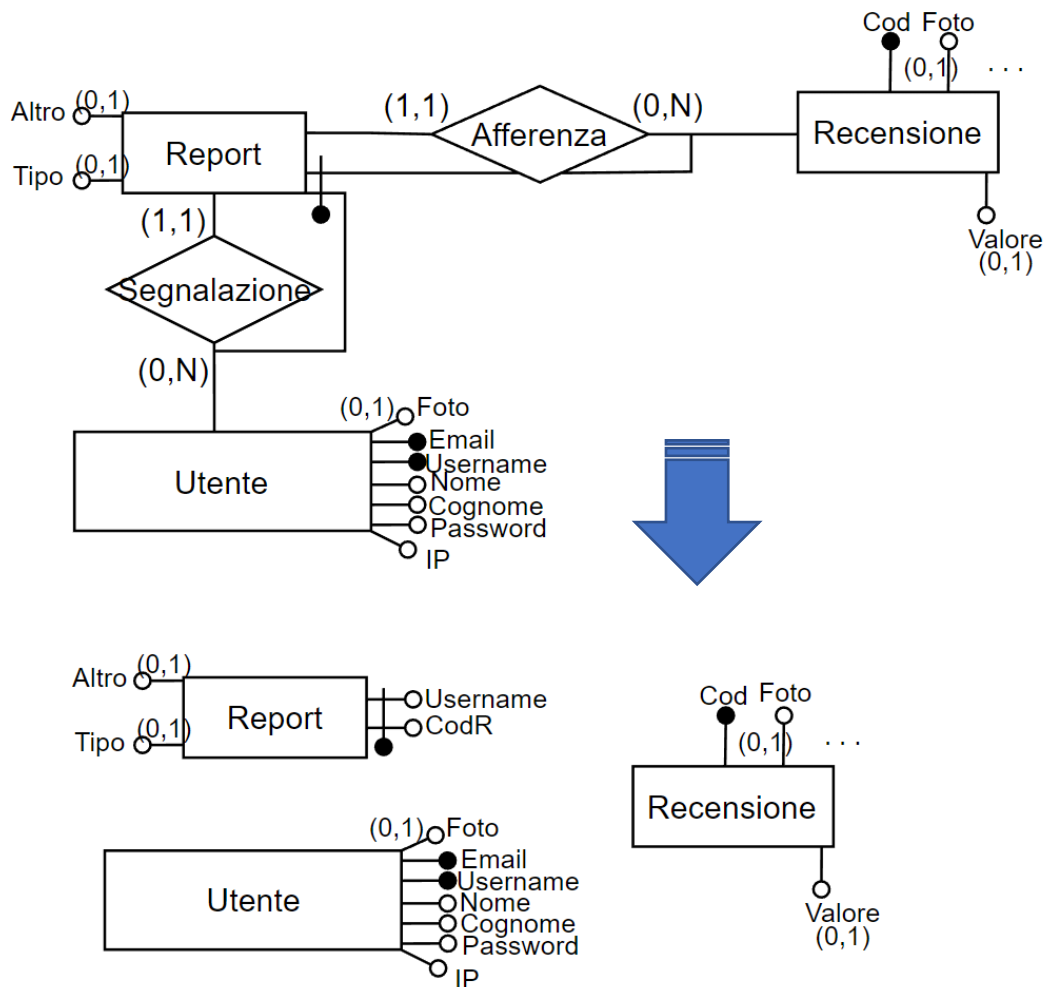 Cod Foto
(0,1) . . .
Altro (0,1)
(1,1) Afferenza (0,N)
Recensione
Report
Tipo (0,1)
(1,1)
Valore
(0,1)
Segnalazione
(0,N)
(0,1) Foto
Email
Username
Utente
Nome
Cognome
Password
IP
Altro (0,1)
Username
Report
CodR
Tipo (0,1)
Cod Foto
(0,1) . . .
Recensione
(0,1) Foto
Email
Username
Utente
Nome
Cognome
Password
IP
Valore
(0,1)